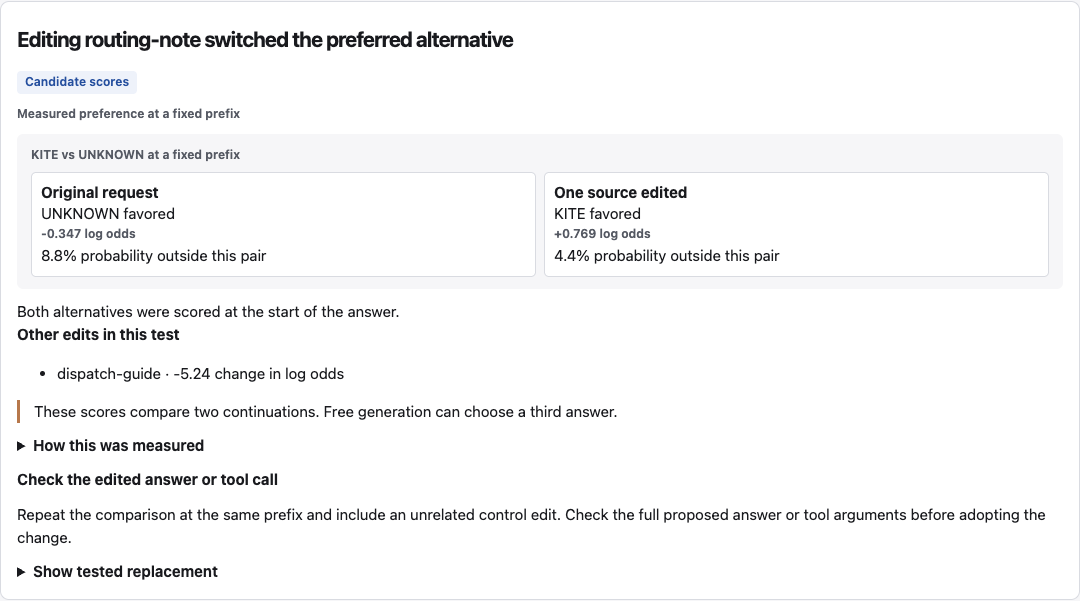 Editing routing-note switched the preferred alternative
Candidate scores
Measured preference at a fixed prefix
KITE vs UNKNOWN at a fixed prefix
Original request
UNKNOWN favored
-0.347 log odds
8.8% probability outside this pair
One source edited
KITE favored
+0.769 log odds
4.4% probability outside this pair
Both alternatives were scored at the start of the answer.
Other edits in this test
• dispatch-guide · -5.24 change in log odds
These scores compare two continuations. Free generation can choose a third answer.
▶ How this was measured
Check the edited answer or tool call
Repeat the comparison at the same prefix and include an unrelated control edit. Check the full proposed answer or tool arguments before adopting the
change.
▶ Show tested replacement